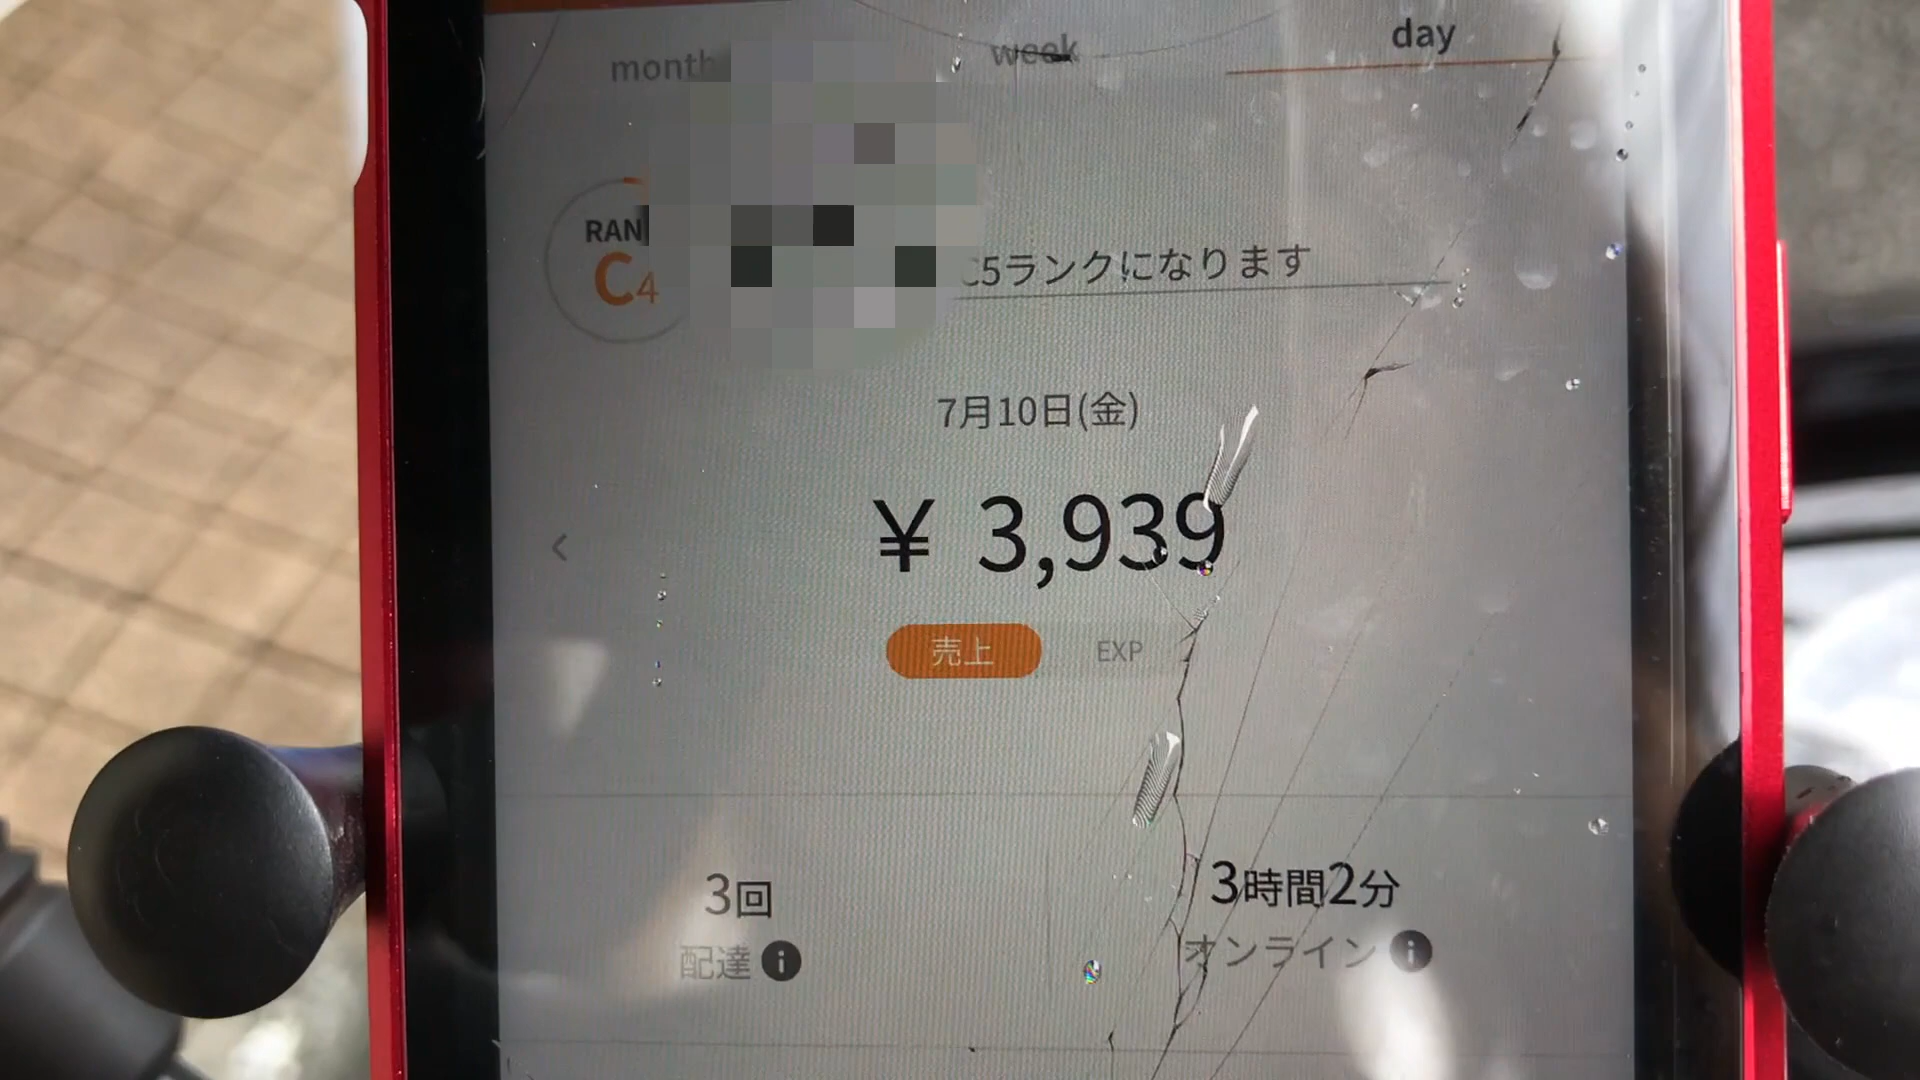 month
week
day
RANK
C4
C5ランクになります
7月10日(金)
¥ 3,939
売上
EXP
3回
3時間2分
配達
オンライン